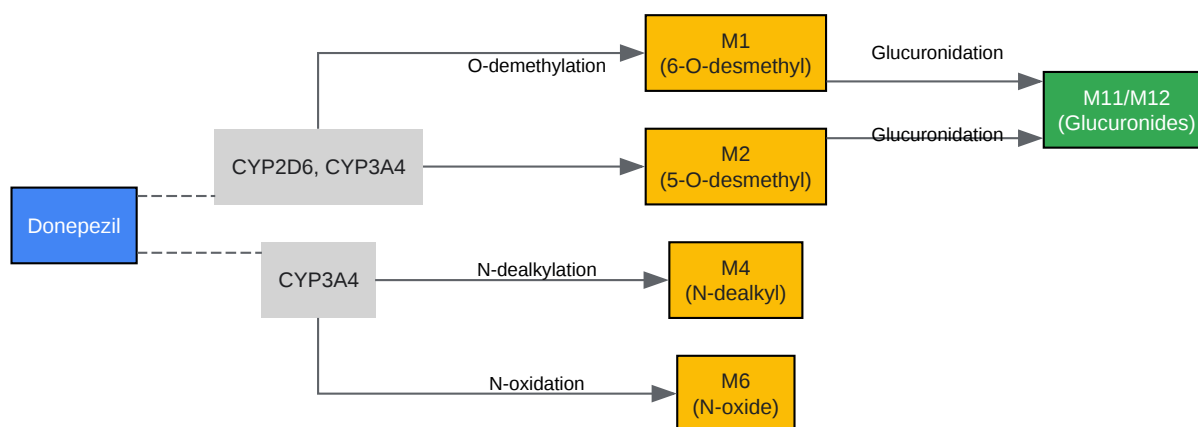 M1
(6-O-desmethyl)
O-demethylation
Glucuronidation
M11/M12
(Glucuronides)
CYP2D6, CYP3A4
M2
(5-O-desmethyl)
Glucuronidation
Donepezil
CYP3A4
N-dealkylation
M4
(N-dealkyl)
N-oxidation
M6
(N-oxide)